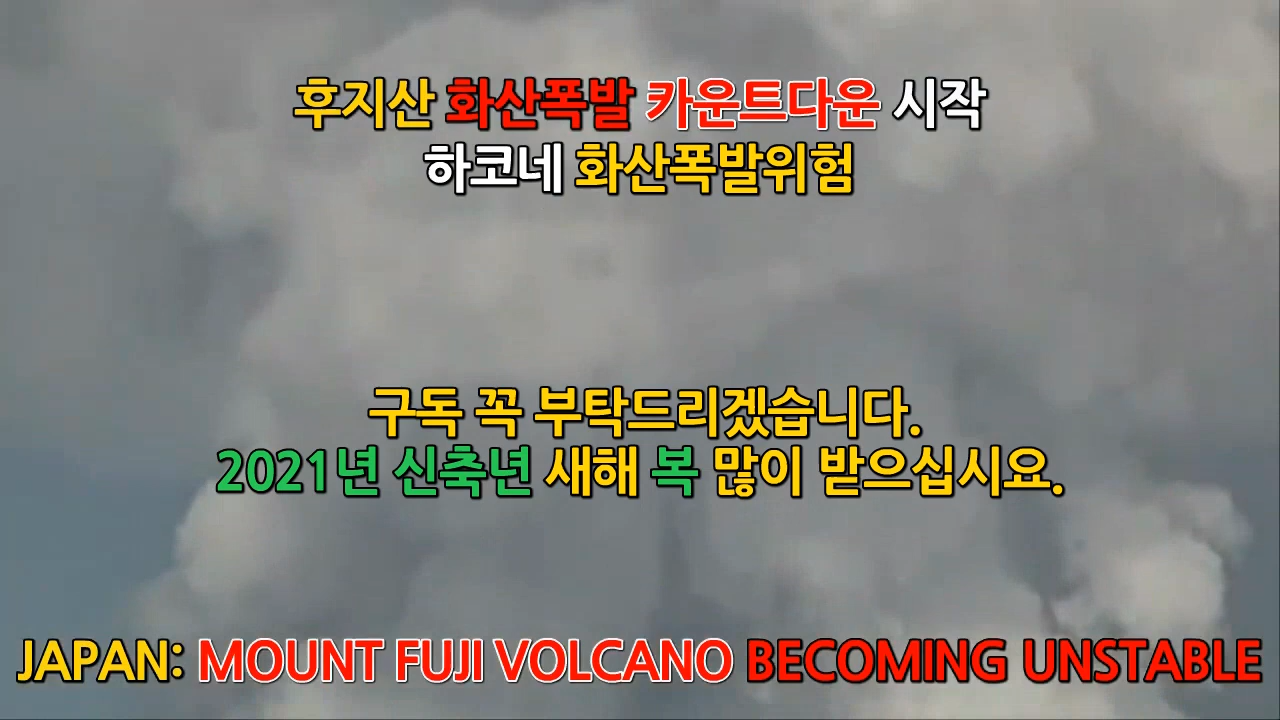 후지산 화산폭발 카운트다운 시작
하코네 화산폭발위험
구독 꼭 부탁드리겠습니다.
2021년 신축년 새해 복 많이 받으십시요.
JAPAN: MOUNT FUJI VOLCANO BECOMING UNSTABLE